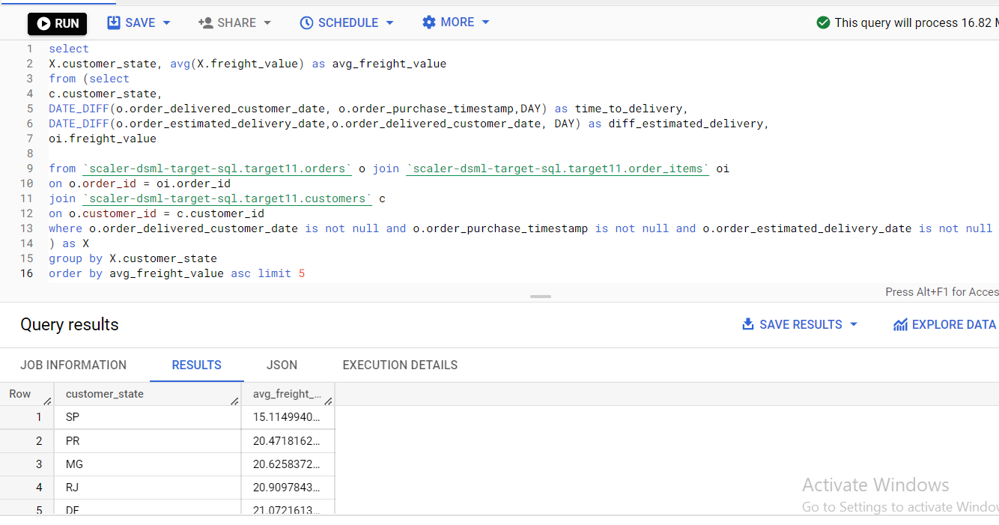 RUN SAVE SHARE SCHEDULE MORE This query will process 16.82 M
1 select
2 X.customer_state, avg(X.freight_value) as avg_freight_value
3 from (select
4 c.customer_state,
5 DATE_DIFF(o.order_delivered_customer_date, o.order_purchase_timestamp,DAY) as time_to_delivery,
6 DATE_DIFF(o.order_estimated_delivery_date,o.order_delivered_customer_date, DAY) as diff_estimated_delivery,
7 oi.freight_value
8
9 from `scaler-dsml-target-sql.target11.orders` o join `scaler-dsml-target-sql.target11.order_items` oi
10 on o.order_id = oi.order_id
11 join `scaler-dsml-target-sql.target11.customers` c
12 on o.customer_id = c.customer_id
13 where o.order_delivered_customer_date is not null and o.order_purchase_timestamp is not null and o.order_estimated_delivery_date is not null
14 ) as X
15 group by X.customer_state
16 order by avg_freight_value asc limit 5
Press Alt+F1 for Acces
Query results SAVE RESULTS EXPLORE DATA
JOB INFORMATION RESULTS JSON EXECUTION DETAILS
Row customer_state avg_freight_...
1 SP 15.1149940...
2 PR 20.4718162...
3 MG 20.6258372...
4 RJ 20.9097843...
5 DF 21.0721613...
Activate Windows
Go to Settings to activate Window